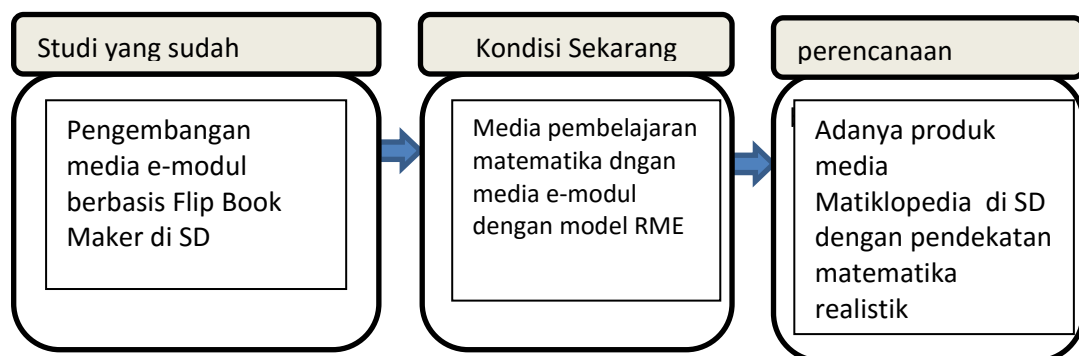 Studi yang sudah
Pengembangan
media e-modul
berbasis Flip Book
Maker di SD
Kondisi Sekarang
Media pembelajaran
matematika dngan
media e-modul
dengan model RME
perencanaan
Adanya produk
media
Matiklopedia di SD
dengan pendekatan
matematika
realistik